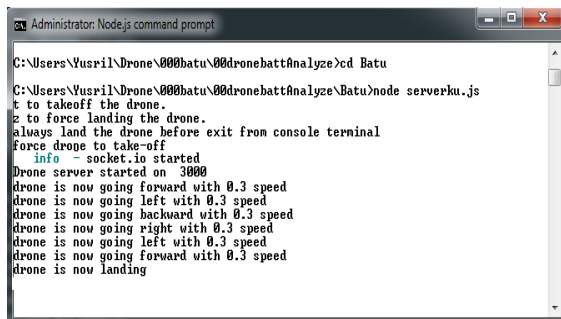 Administrator: Node.js command prompt
C:\Users\Yusril\Drone\000batu\00dronebattAnalyze>cd Batu
C:\Users\Yusril\Drone\000batu\00dronebattAnalyze\Batu>node serverku.js
t to takeoff the drone.
z to force landing the drone.
always land the drone before exit from console terminal
force drone to take-off
info - socket.io started
Drone server started on 3000
drone is now going forward with 0.3 speed
drone is now going left with 0.3 speed
drone is now going backward with 0.3 speed
drone is now going right with 0.3 speed
drone is now going left with 0.3 speed
drone is now going forward with 0.3 speed
drone is now landing